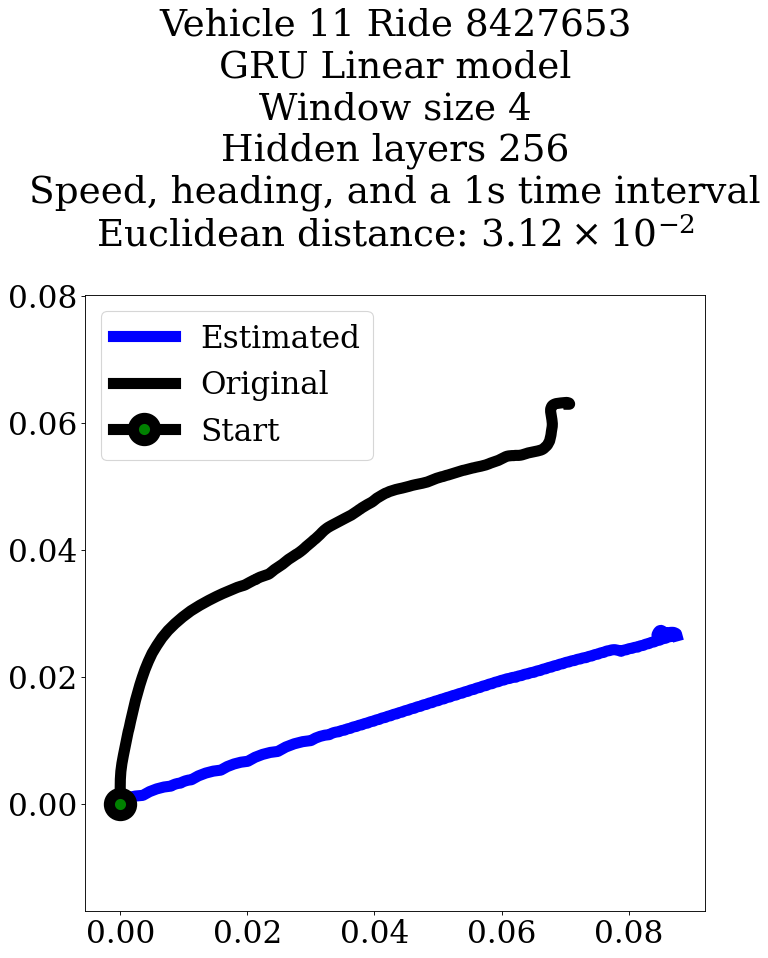 Vehicle 11 Ride 8427653
GRU Linear model
Window size 4
Hidden layers 256
Speed, heading, and a 1s time interval
Euclidean distance: 3.12 × 10⁻²
0.08
Estimated
Original
Start
0.06
0.04
0.02
0.00
0.00 0.02 0.04 0.06 0.08